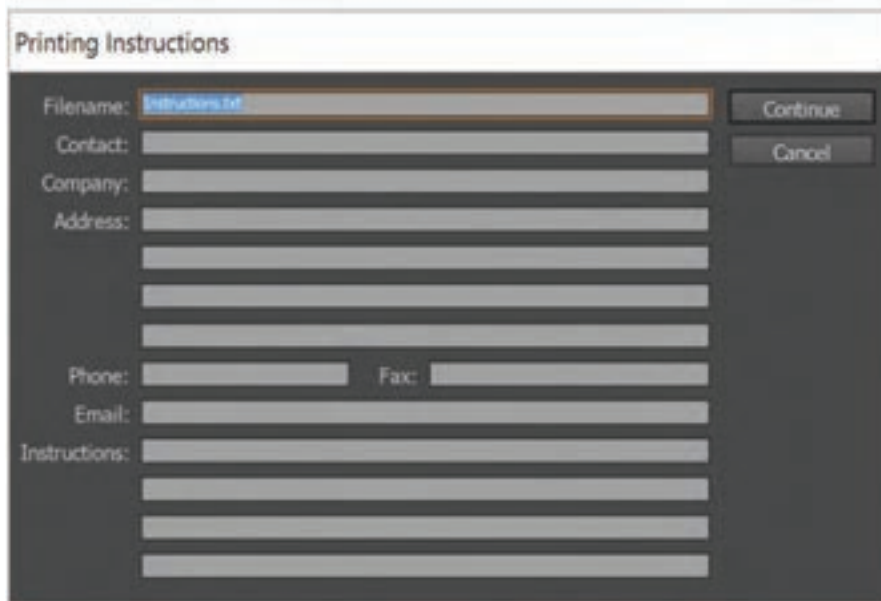 Printing Instructions
Filename: Instructions.txt
Continue
Contact:
Cancel
Company:
Address:
Phone:
Fax:
Email:
Instructions: